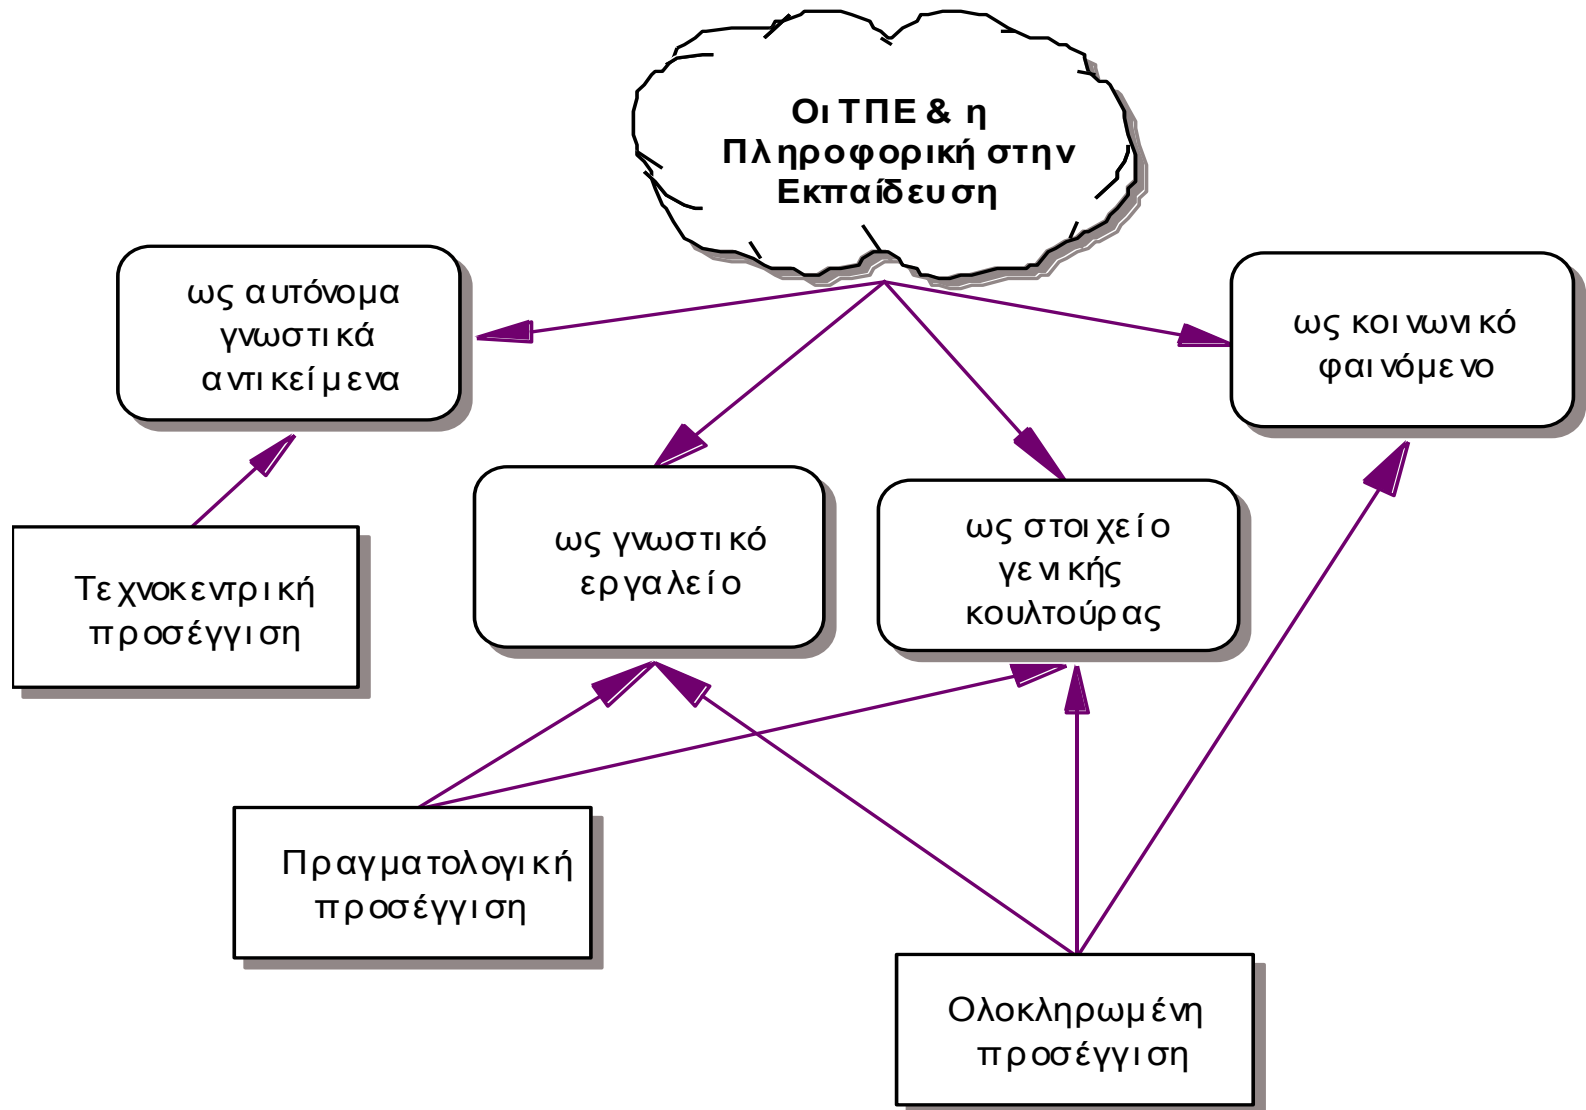 Οι ΤΠΕ & η
Πληροφορική στην
Εκπαίδευση
ως αυτόνομα
γνωστικά
αντικείμενα
ως κοινωνικό
φαινόμενο
ως γνωστικό
εργαλείο
ως στοιχείο
γενικής
κουλτούρας
Τεχνοκεντρική
προσέγγιση
Πραγματολογική
προσέγγιση
Ολοκληρωμένη
προσέγγιση